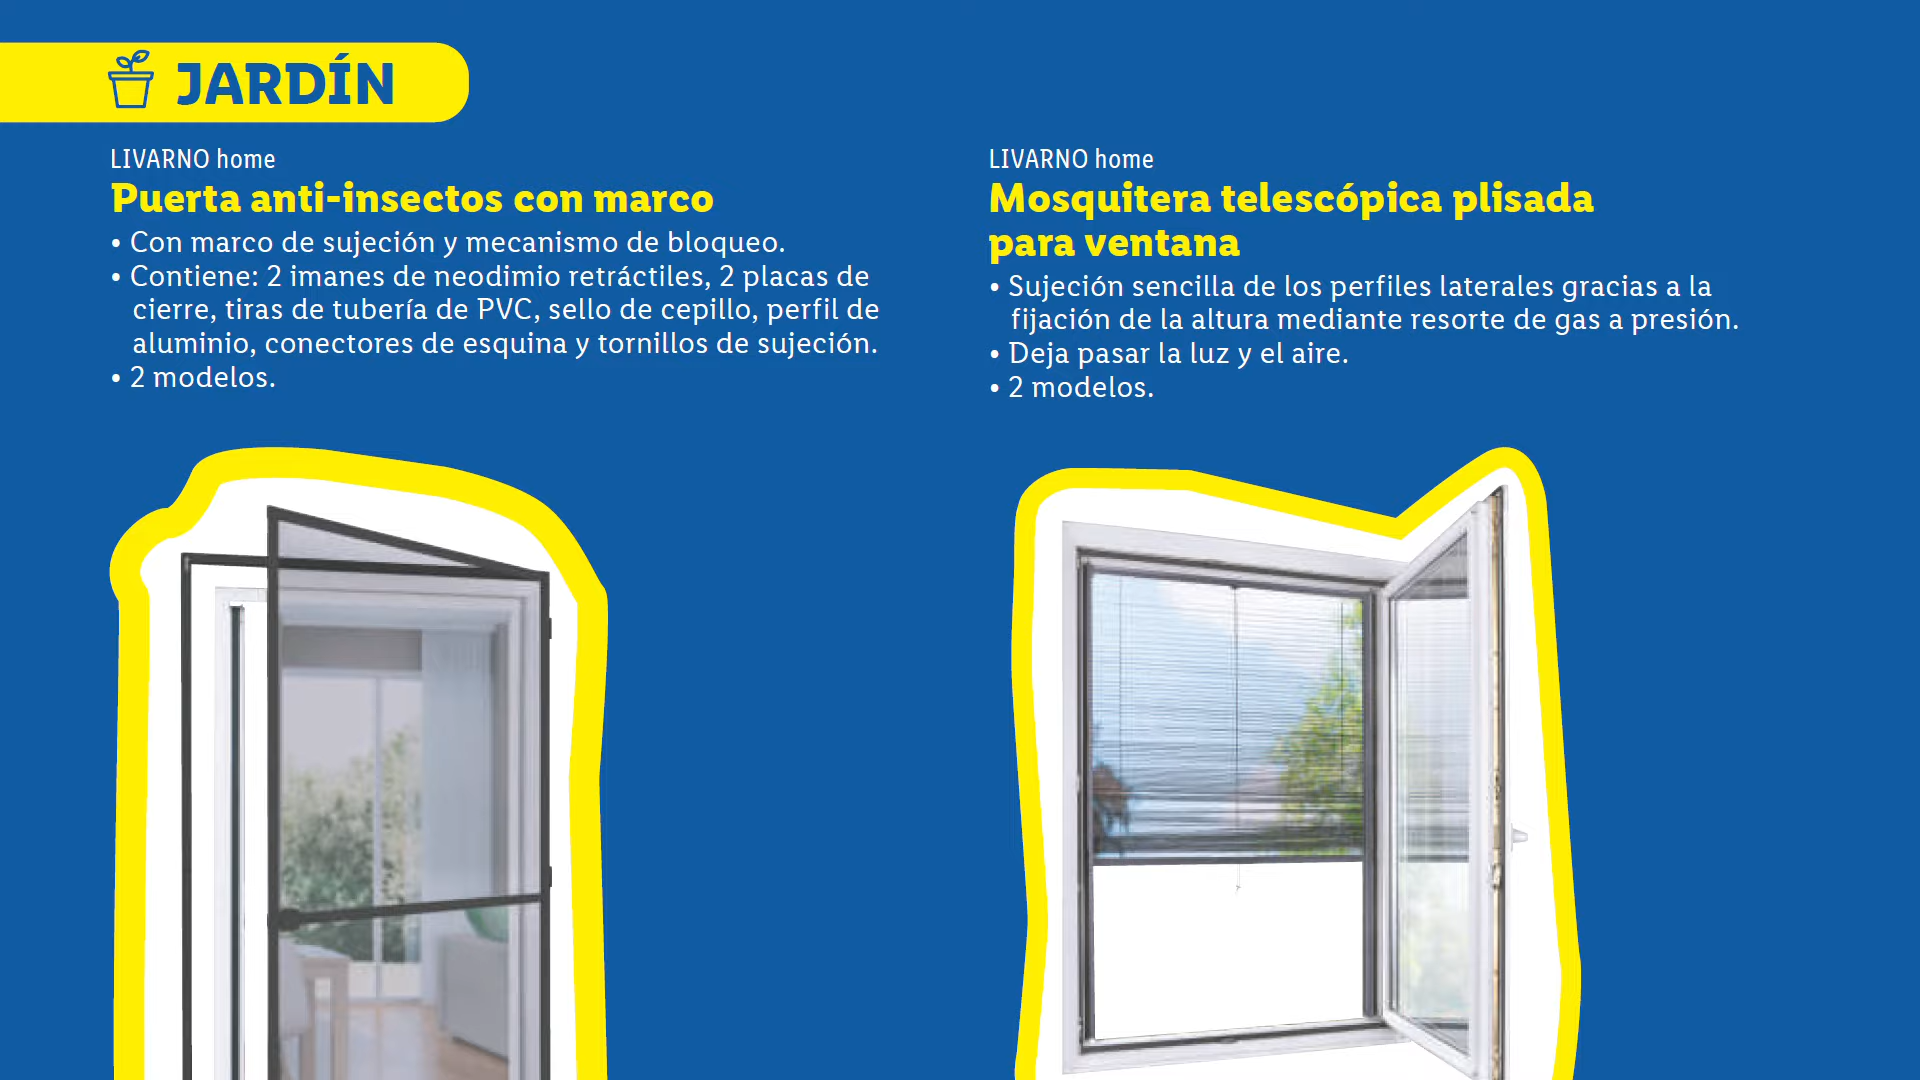 JARDÍN
LIVARNO home
Puerta anti-insectos con marco
• Con marco de sujeción y mecanismo de bloqueo.
• Contiene: 2 imanes de neodimio retráctiles, 2 placas de
cierre, tiras de tubería de PVC, sello de cepillo, perfil de
aluminio, conectores de esquina y tornillos de sujeción.
• 2 modelos.
LIVARNO home
Mosquitera telescópica plisada
para ventana
• Sujeción sencilla de los perfiles laterales gracias a la
fijación de la altura mediante resorte de gas a presión.
• Deja pasar la luz y el aire.
• 2 modelos.